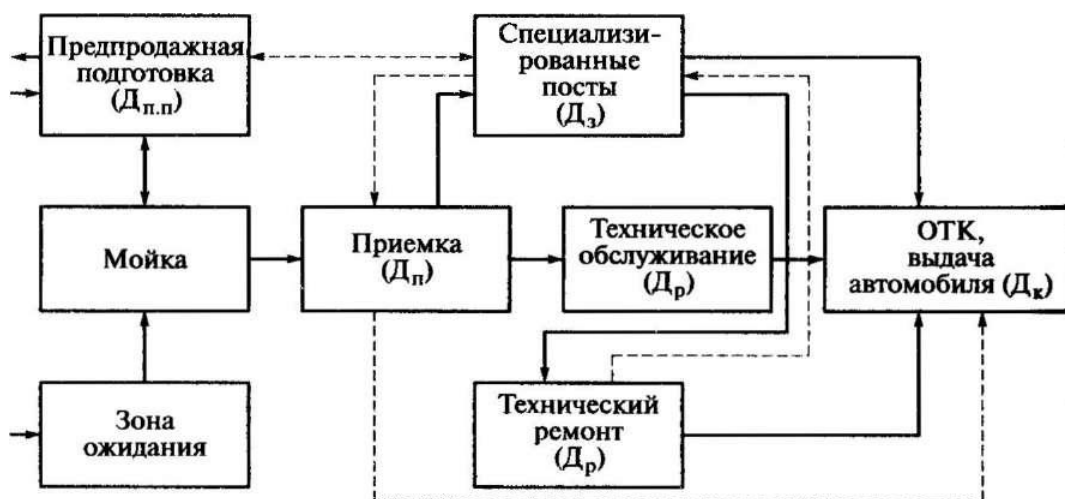 Предпродажная
подготовка
(Дп.п)
Специализи-
рованные
посты
(Дз)
Мойка
Приемка
(Дп)
Техническое
обслуживание
(Др)
ОТК,
выдача
автомобиля (Дк)
Зона
ожидания
Технический
ремонт
(Др)